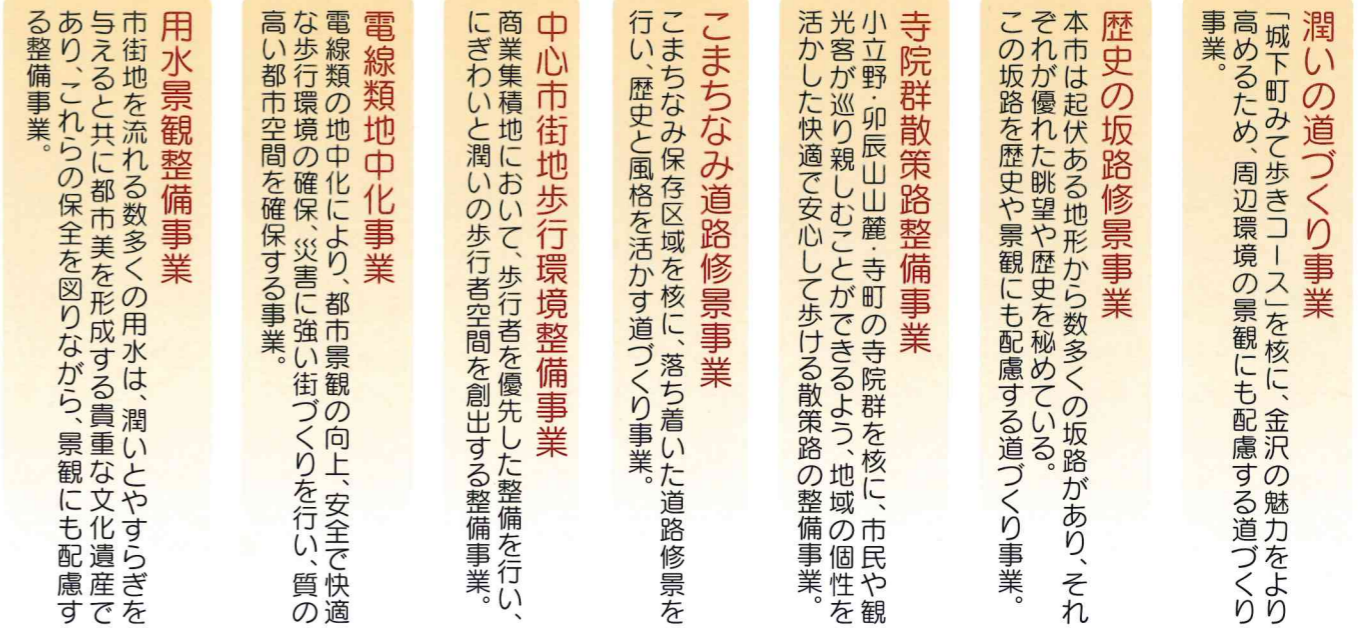 潤いの道づくり事業
「城下町みて歩きコース」を核に、金沢の魅力をより
高めるため、周辺環境の景観にも配慮する道づくり
事業。
歴史の坂路修景事業
本市は起伏ある地形から数多くの坂路があり、それ
ぞれが優れた眺望や歴史を秘めている。
この坂路を歴史や景観にも配慮する道づくり事業。
寺院群散策路整備事業
小立野・卯辰山山麓・寺町の寺院群を核に、市民や観
光客が巡り親しむことができるよう、地域の個性を
活かした快適で安心して歩ける散策路の整備事業。
こまちなみ道路修景事業
こまちなみ保存区域を核に、落ち着いた道路修景を
行い、歴史と風格を活かす道づくり事業。
中心市街地歩行環境整備事業
商業集積地において、歩行者を優先した整備を行い、
にぎわいと潤いの歩行者空間を創出する整備事業。
電線類地中化事業
電線類の地中化により、都市景観の向上、安全で快適
な歩行環境の確保、災害に強い街づくりを行い、質の
高い都市空間を確保する事業。
用水景観整備事業
市街地を流れる数多くの用水は、潤いとやすらぎを
与えると共に都市美を形成する貴重な文化遺産で
あり、これらの保全を図りながら、景観にも配慮す
る整備事業。